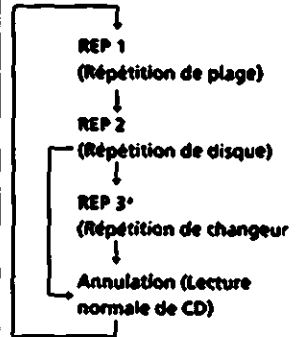 REP 1
(Répétition de plage)
REP 2
(Répétition de disque)
REP 3*
(Répétition de changeur
Annulation (Lecture
normale de CD)